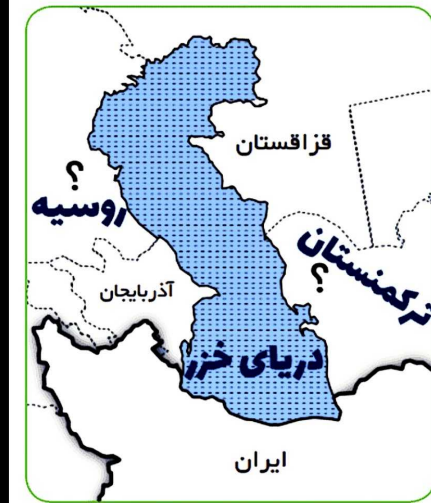 قزاقستان
؟
روسیه
ترکمنستان
؟
آذربایجان
دریای خزر
ایران